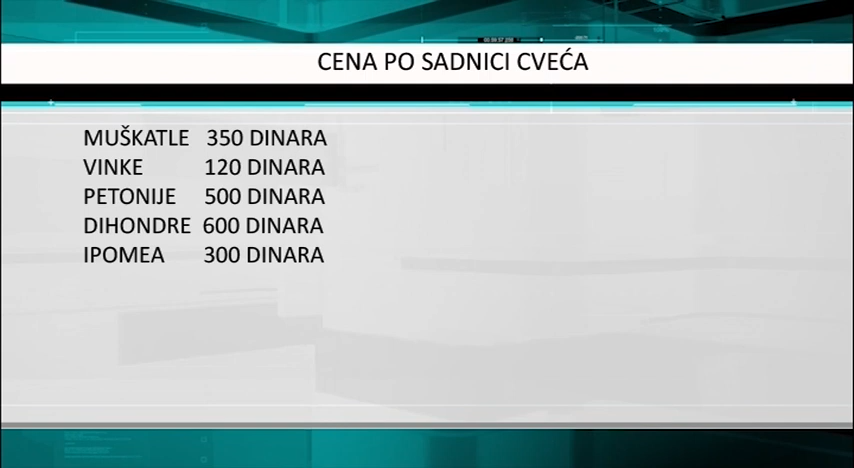 CENA PO SADNICI CVEĆA
MUŠKATLE 350 DINARA
VINKE 120 DINARA
PETONIJE 500 DINARA
DIHONDRE 600 DINARA
IPOMEA 300 DINARA